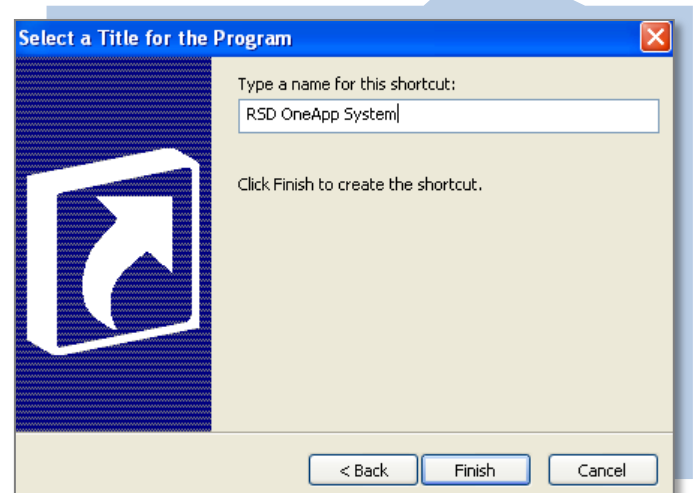 Select a Title for the Program
Type a name for this shortcut:
RSD OneApp System
Click Finish to create the shortcut.
< Back
Finish
Cancel